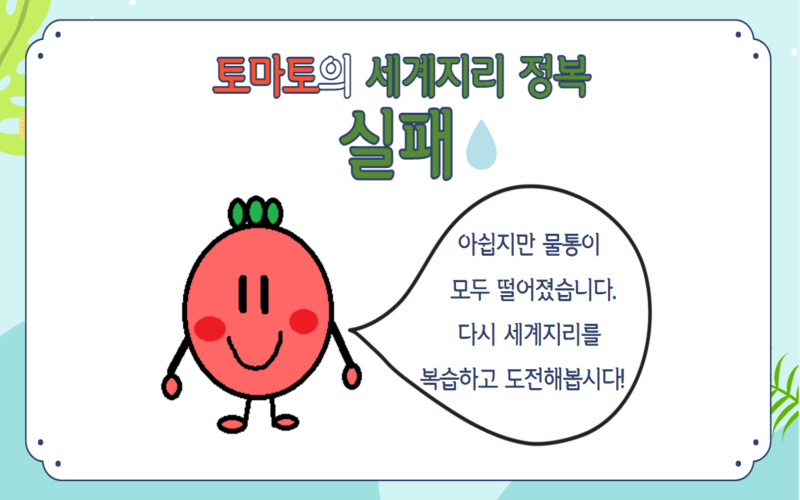 토마토의 세계지리 정복
실패
아쉽지만 물통이
모두 떨어졌습니다.
다시 세계지리를
복습하고 도전해봅시다!